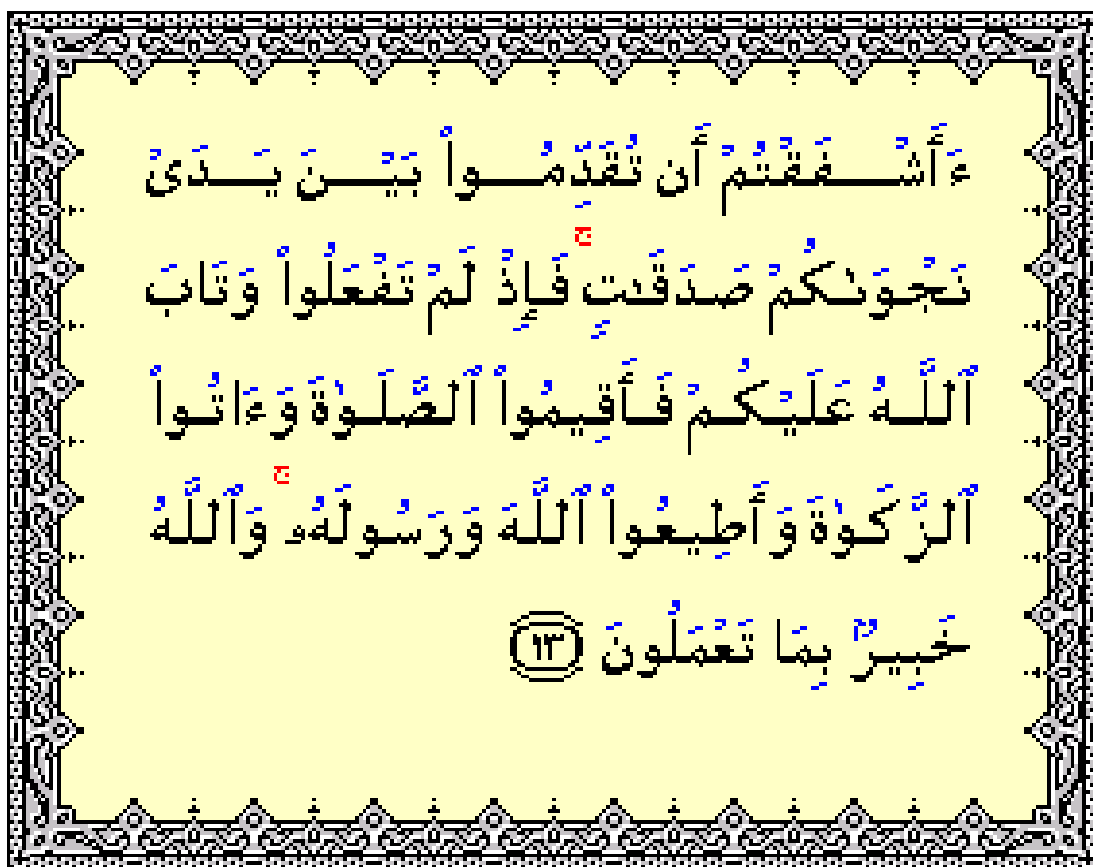 ءَأَشْفَقْتُمْ أَن تُقَدِّمُوا۟ بَيْنَ يَدَىْ
نَجْوَىٰكُمْ صَدَقَـٰتٍ ۚ فَإِذْ لَمْ تَفْعَلُوا۟ وَتَابَ
ٱللَّهُ عَلَيْكُمْ فَأَقِيمُوا۟ ٱلصَّلَوٰةَ وَءَاتُوا۟
ٱلزَّكَوٰةَ وَأَطِيعُوا۟ ٱللَّهَ وَرَسُولَهُۥ ۚ وَٱللَّهُ
خَبِيرٌۢ بِمَا تَعْمَلُونَ ١٣